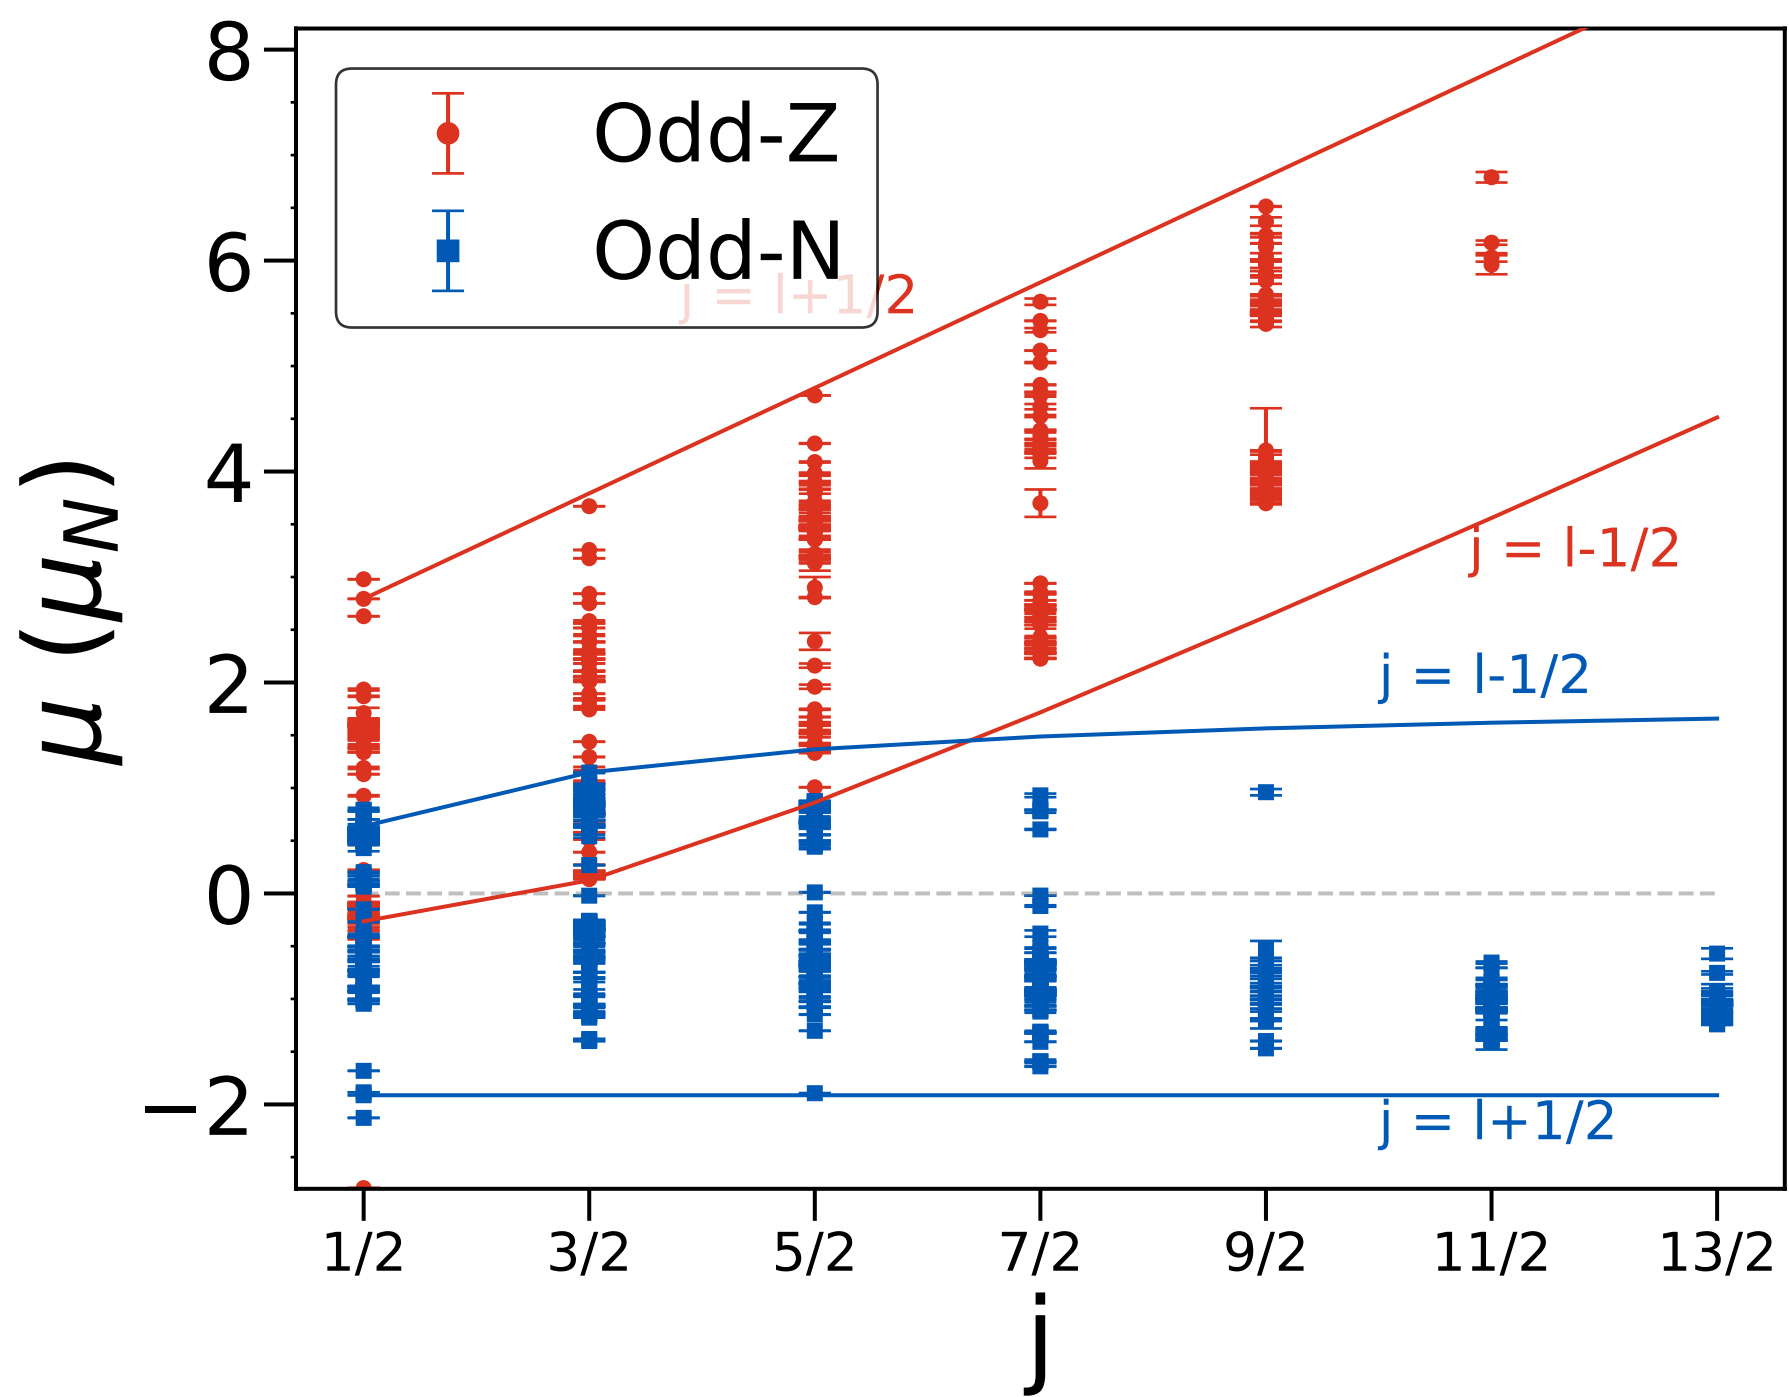 8
6
4
2
0
−2
μ (μN)
Odd-Z
Odd-N
j = l+1/2
j = l-1/2
j = l-1/2
j = l+1/2
1/2 3/2 5/2 7/2 9/2 11/2 13/2
j